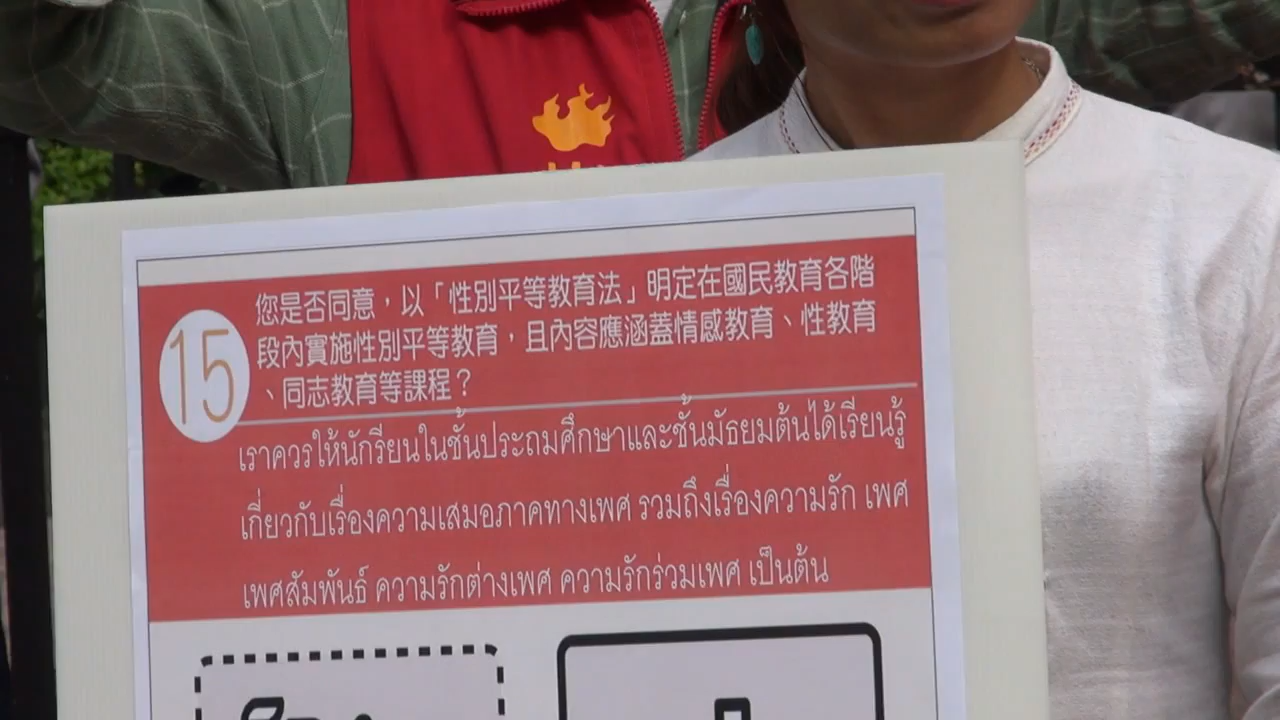 15
您是否同意，以「性別平等教育法」明定在國民教育各階
段內實施性別平等教育，且內容應涵蓋情感教育、性教育
、同志教育等課程？
เราควรให้นักรียนในชั้นประถมศึกษาและชั้นมัธยมต้นได้เรียนรู้
เกี่ยวกับเรื่องความเสมอภาคทางเพศ รวมถึงเรื่องความรัก เพศ
เพศสัมพันธ์ ความรักต่างเพศ ความรักร่วมเพศ เป็นต้น